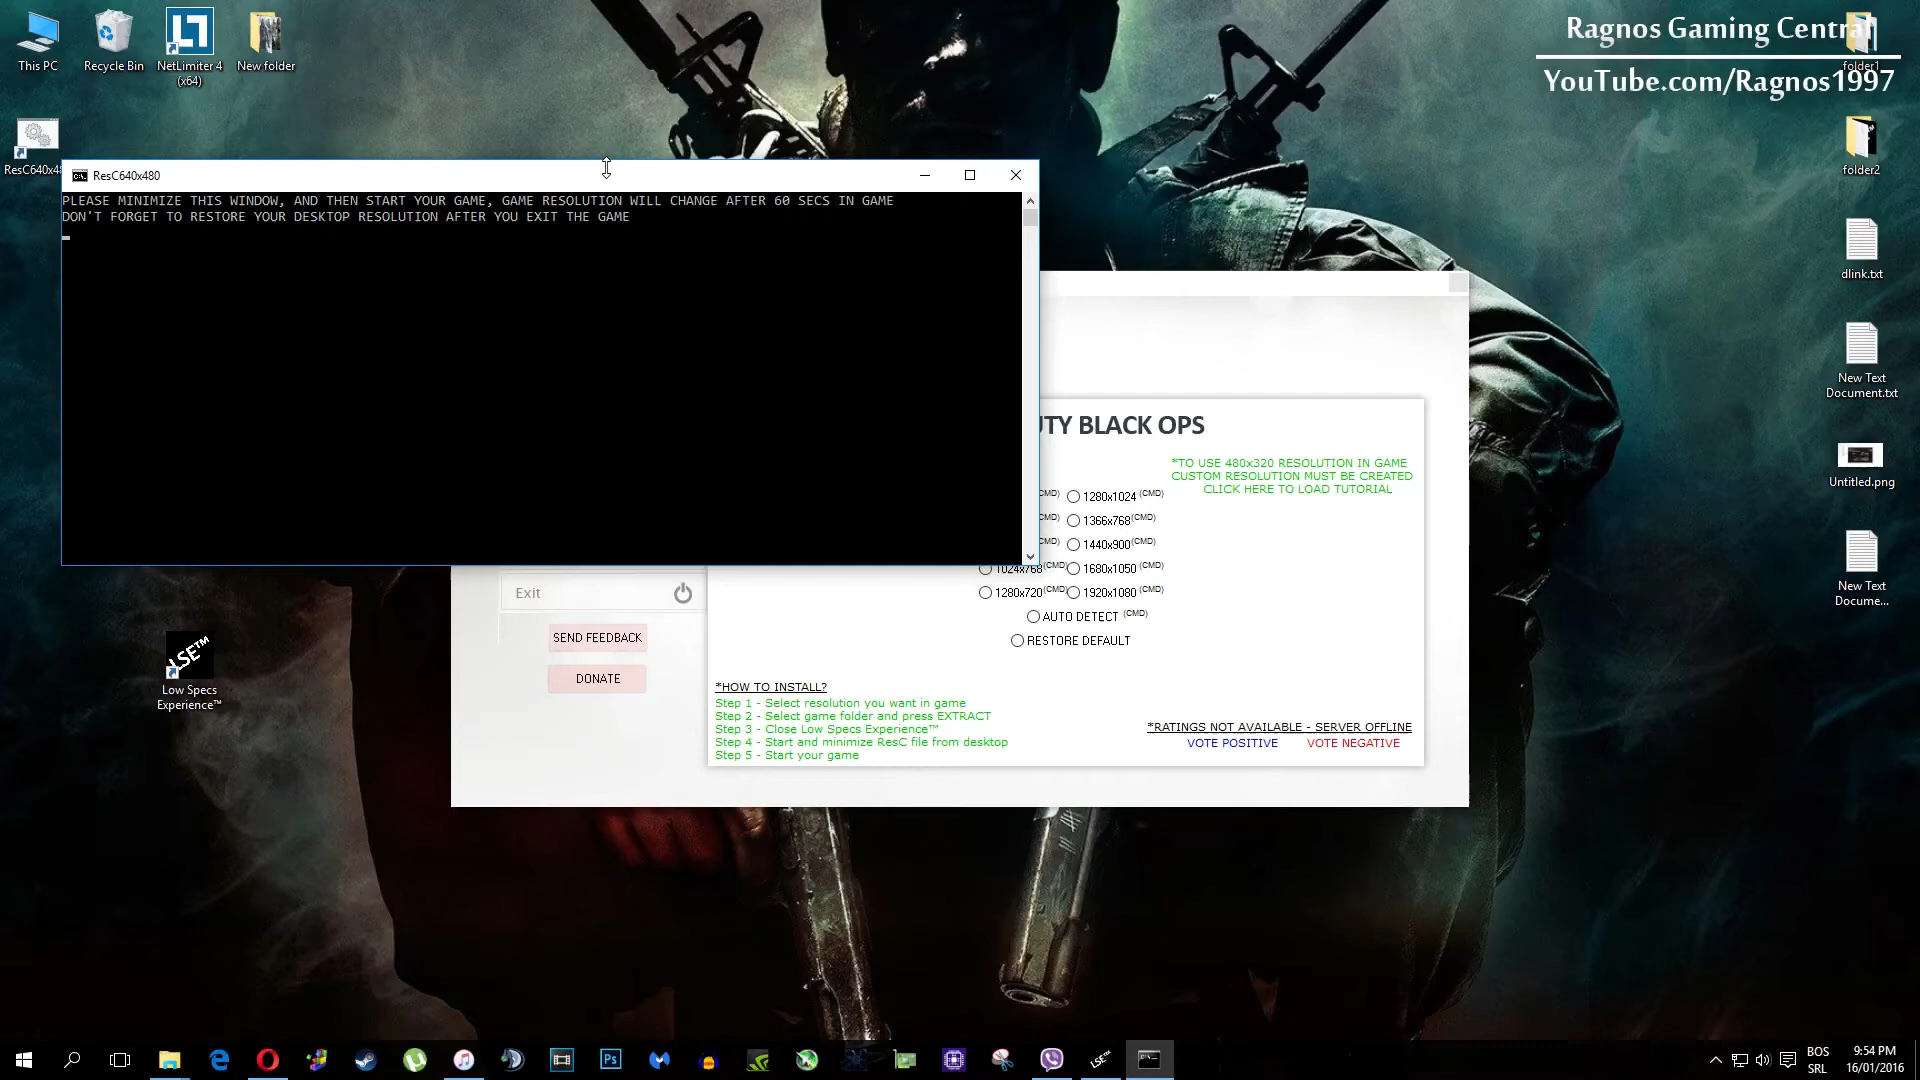 This PC
Recycle Bin
NetLimiter 4
(x64)
New folder
Ragnos Gaming Central
YouTube.com/Ragnos1997
folder1
folder2
dlink.txt
New Text
Document.txt
Untitled.png
New Text
Docume...
ResC640x48
Low Specs
Experience™
LSE™
ResC640x480
PLEASE MINIMIZE THIS WINDOW, AND THEN START YOUR GAME, GAME RESOLUTION WILL CHANGE AFTER 60 SECS IN GAME
DON'T FORGET TO RESTORE YOUR DESKTOP RESOLUTION AFTER YOU EXIT THE GAME
UTY BLACK OPS
*TO USE 480x320 RESOLUTION IN GAME
CUSTOM RESOLUTION MUST BE CREATED
CLICK HERE TO LOAD TUTORIAL
CMD) 1280x1024 (CMD)
CMD) 1366x768 (CMD)
CMD) 1440x900 (CMD)
1024x768 (CMD) 1680x1050 (CMD)
1280x720 (CMD) 1920x1080 (CMD)
AUTO DETECT (CMD)
RESTORE DEFAULT
Exit
SEND FEEDBACK
DONATE
*HOW TO INSTALL?
Step 1 - Select resolution you want in game
Step 2 - Select game folder and press EXTRACT
Step 3 - Close Low Specs Experience™
Step 4 - Start and minimize ResC file from desktop
Step 5 - Start your game
*RATINGS NOT AVAILABLE - SERVER OFFLINE
VOTE POSITIVE VOTE NEGATIVE
Ps
LSE™
BOS
SRL
9:54 PM
16/01/2016